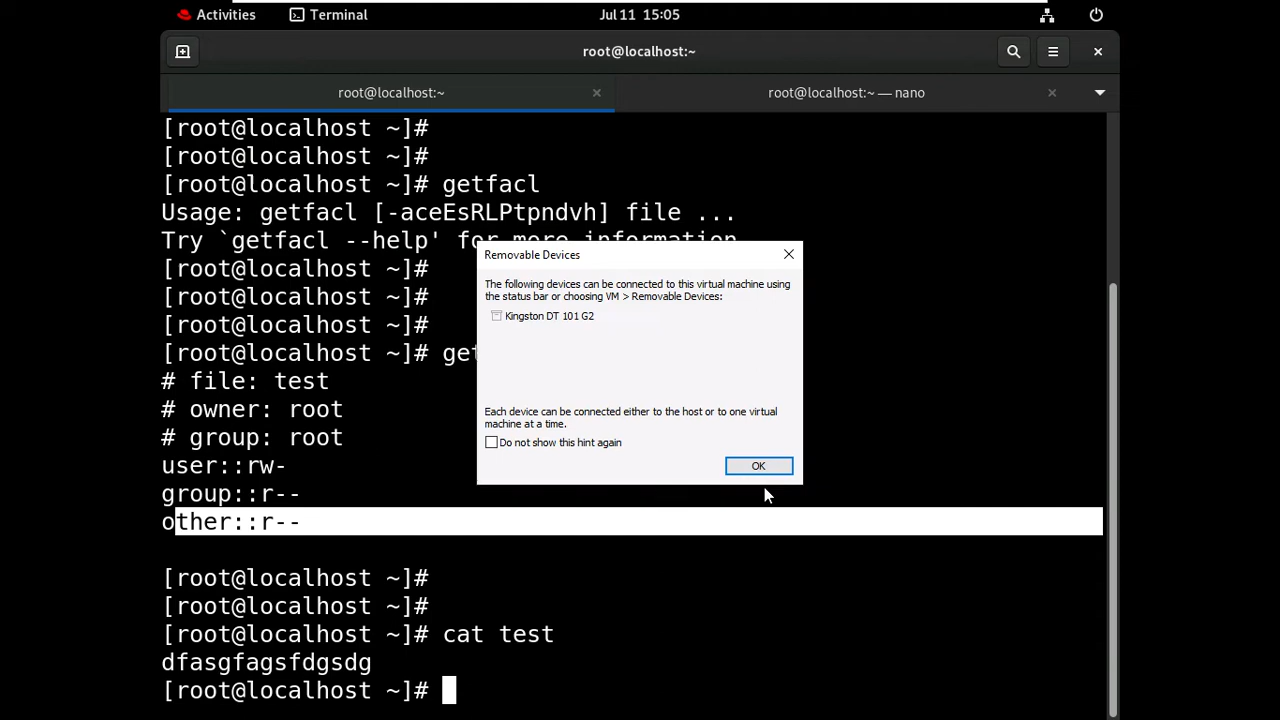 Activities Terminal Jul 11 15:05
root@localhost:~
root@localhost:~ root@localhost:~ — nano
[root@localhost ~]#
[root@localhost ~]#
[root@localhost ~]# getfacl
Usage: getfacl [-aceEsRLPtpndvh] file ...
Try `getfacl --help' for more information
[root@localhost ~]#
[root@localhost ~]#
[root@localhost ~]#
[root@localhost ~]# get
# file: test
# owner: root
# group: root
user::rw-
group::r--
other::r--
[root@localhost ~]#
[root@localhost ~]#
[root@localhost ~]# cat test
dfasgfagsfdgsdg
[root@localhost ~]#
Removable Devices
The following devices can be connected to this virtual machine using
the status bar or choosing VM > Removable Devices:
Kingston DT 101 G2
Each device can be connected either to the host or to one virtual
machine at a time.
Do not show this hint again
OK